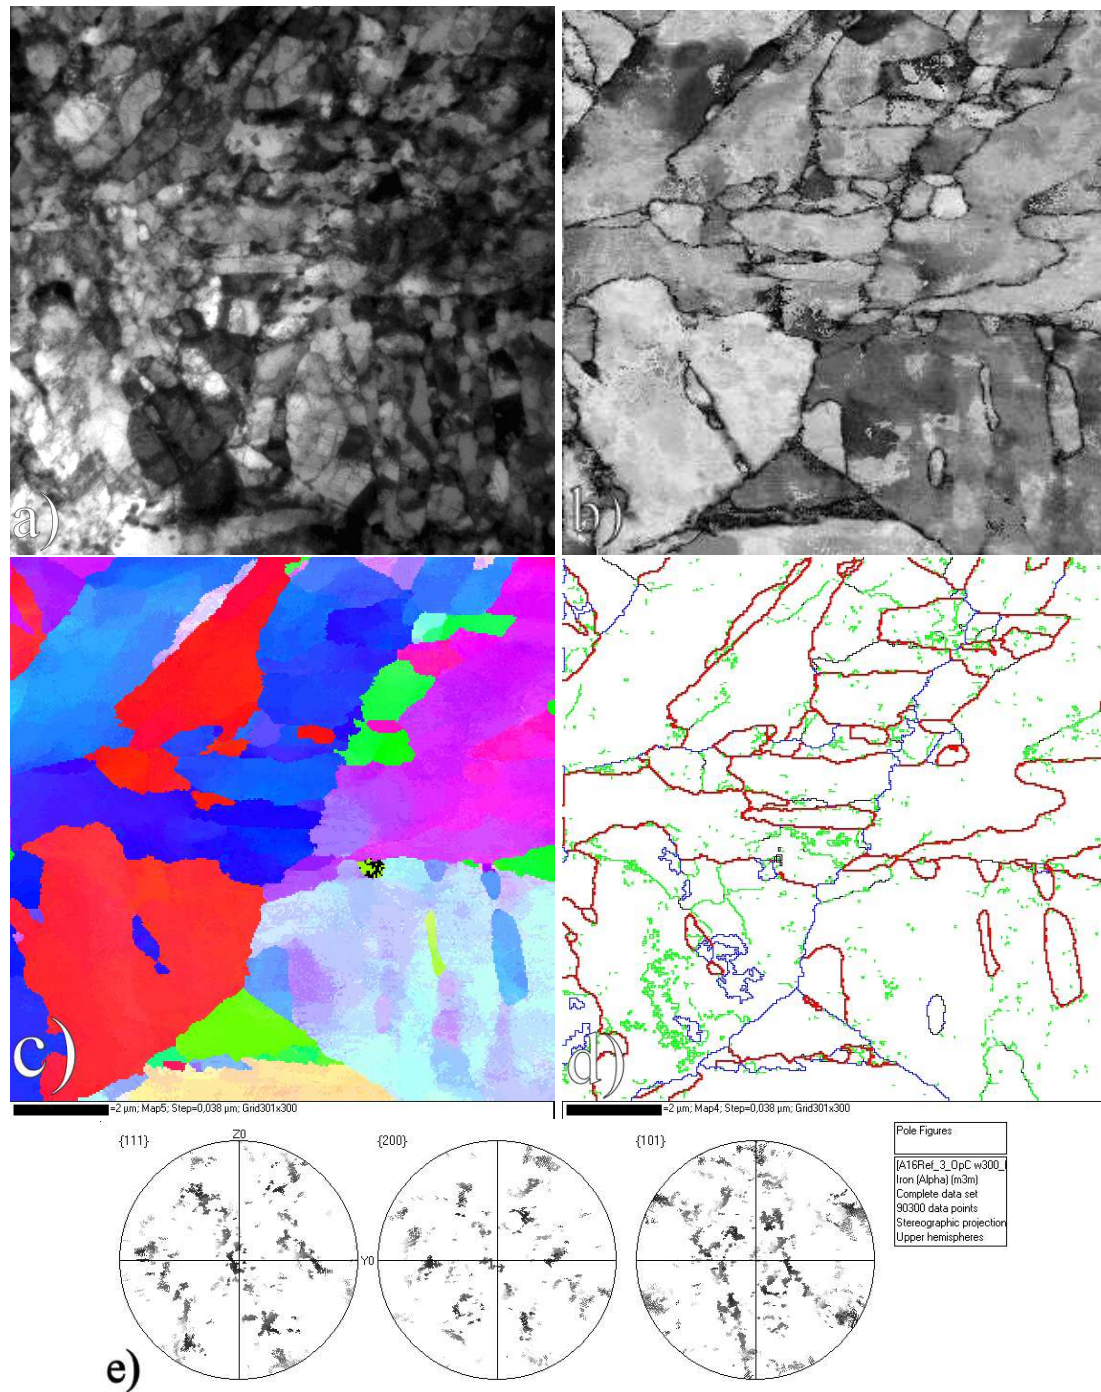 a)
b)
c)
d)
=2 µm; Map5; Step=0,038 µm; Grid301x300
=2 µm; Map4; Step=0,038 µm; Grid301x300
{111}
Z0
Y0
{200}
{101}
Pole Figures
[A16Ref_3_OpC w300_
Iron (Alpha) (m3m)
Complete data set
90300 data points
Stereographic projection
Upper hemispheres
e)